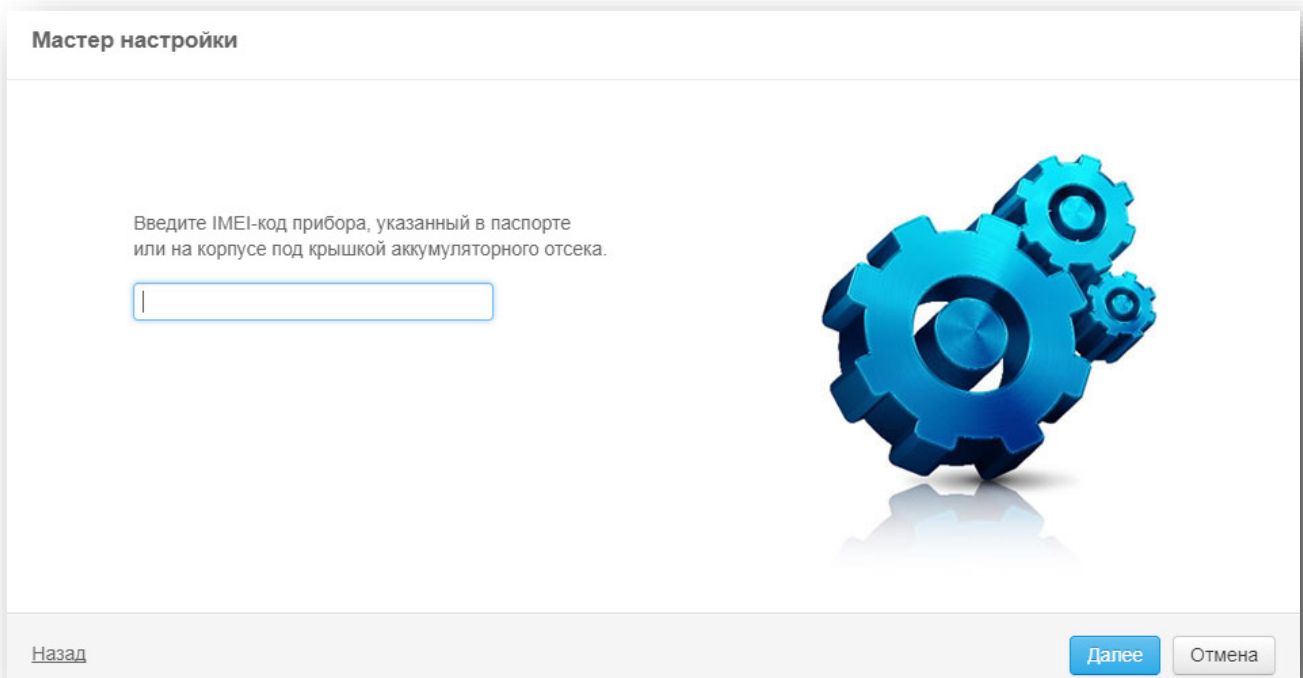 Мастер настройки
Введите IMEI-код прибора, указанный в паспорте
или на корпусе под крышкой аккумуляторного отсека.
Назад
Далее
Отмена